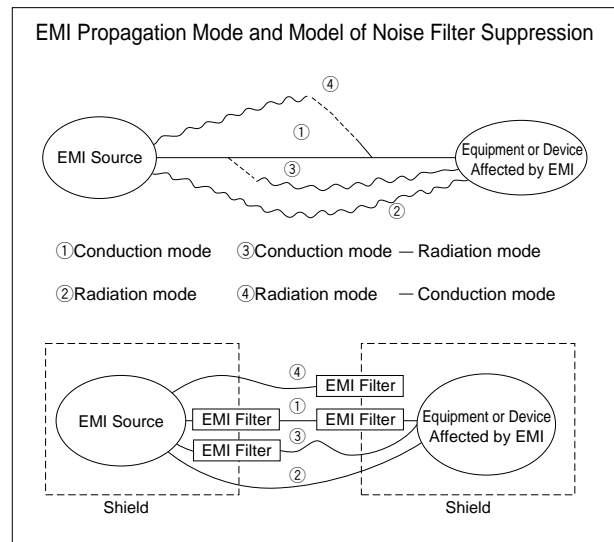 EMI Propagation Mode and Model of Noise Filter Suppression
④
①
EMI Source
Equipment or Device
Affected by EMI
③
②
①Conduction mode ③Conduction mode — Radiation mode
②Radiation mode ④Radiation mode — Conduction mode
④
EMI Filter
①
EMI Source
EMI Filter
EMI Filter
Equipment or Device
Affected by EMI
③
EMI Filter
②
Shield
Shield